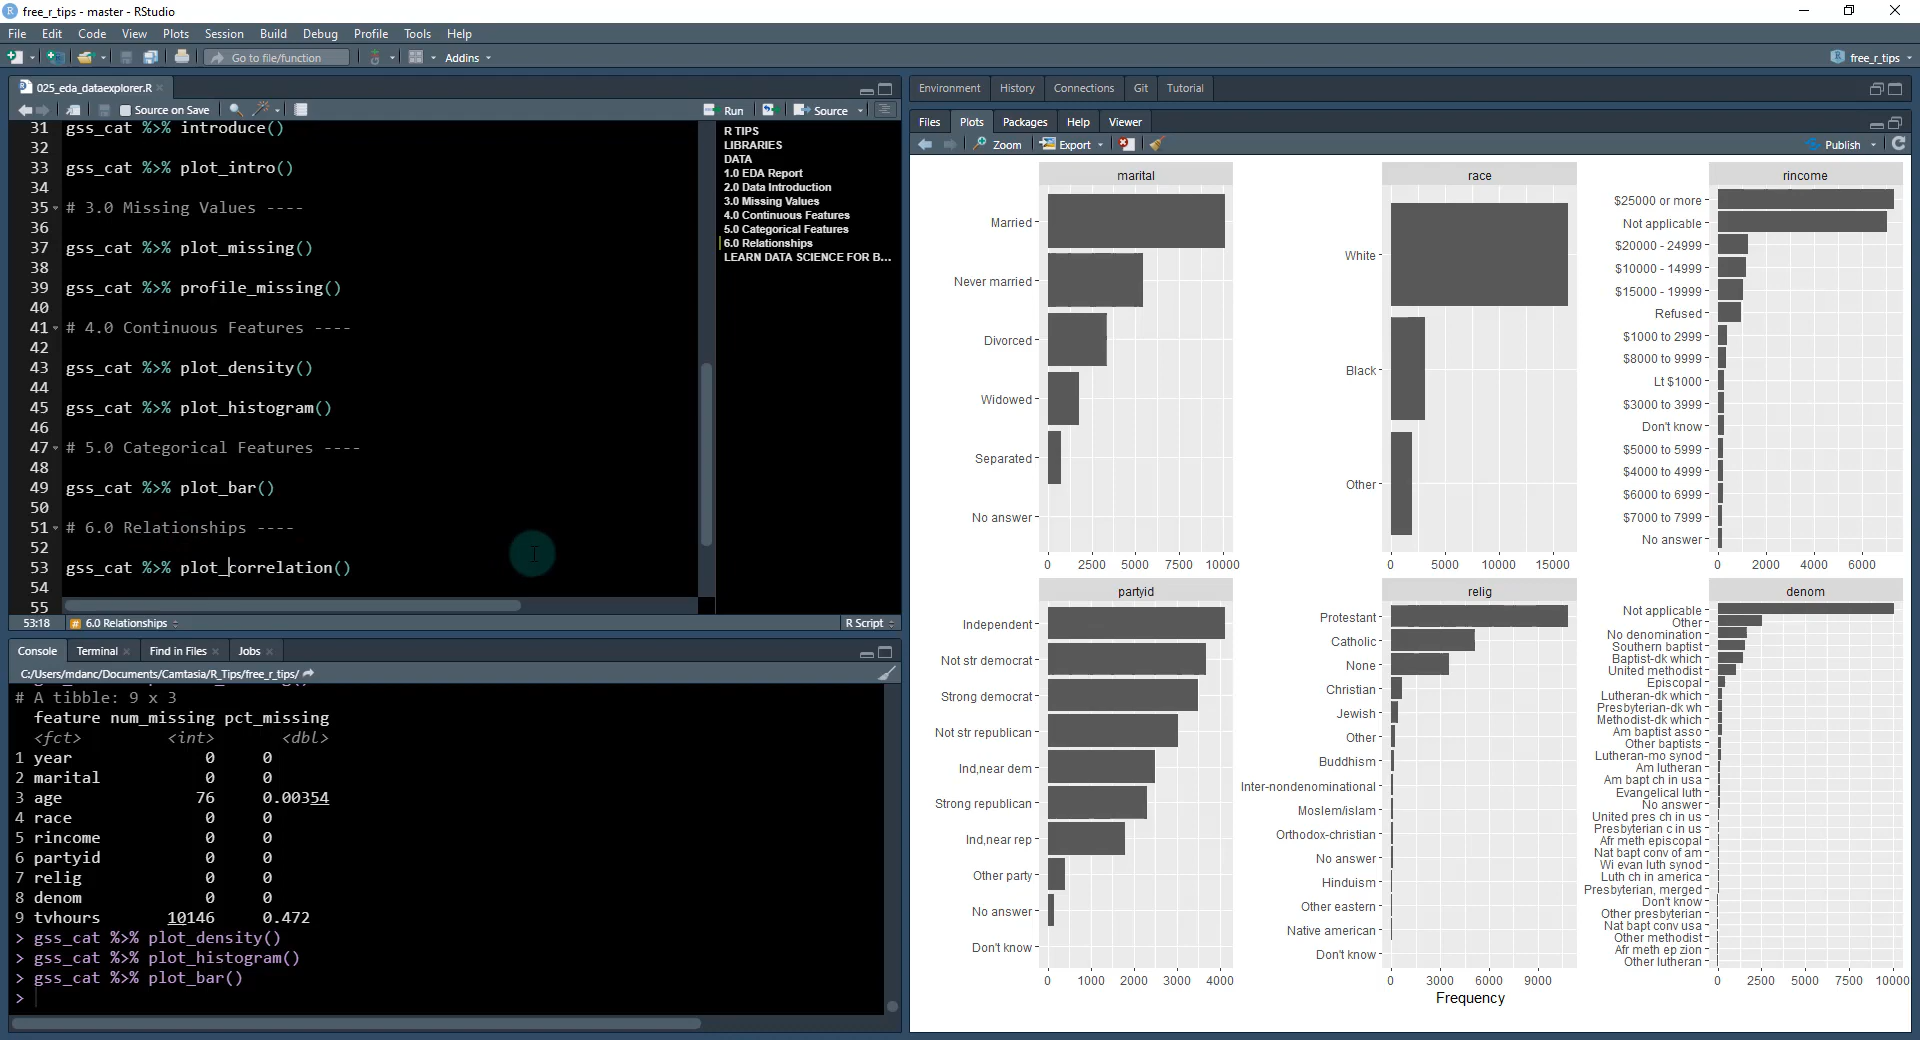 free_r_tips - master - RStudio
File Edit Code View Plots Session Build Debug Profile Tools Help
Go to file/function Addins free_r_tips
025_eda_dataexplorer.R
Source on Save Run Source
31 gss_cat %>% introduce()
32
33 gss_cat %>% plot_intro()
34
35 # 3.0 Missing Values ----
36
37 gss_cat %>% plot_missing()
38
39 gss_cat %>% profile_missing()
40
41 # 4.0 Continuous Features ----
42
43 gss_cat %>% plot_density()
44
45 gss_cat %>% plot_histogram()
46
47 # 5.0 Categorical Features ----
48
49 gss_cat %>% plot_bar()
50
51 # 6.0 Relationships ----
52
53 gss_cat %>% plot_correlation()
54
55
R TIPS
LIBRARIES
DATA
1.0 EDA Report
2.0 Data Introduction
3.0 Missing Values
4.0 Continuous Features
5.0 Categorical Features
6.0 Relationships
LEARN DATA SCIENCE FOR B...
53:18 # 6.0 Relationships R Script
Console Terminal Find in Files Jobs
C:/Users/mdanc/Documents/Camtasia/R_Tips/free_r_tips/
# A tibble: 9 x 3
feature num_missing pct_missing
<fct> <int> <dbl>
1 year 0 0
2 marital 0 0
3 age 76 0.00354
4 race 0 0
5 rincome 0 0
6 partyid 0 0
7 relig 0 0
8 denom 0 0
9 tvhours 10146 0.472
> gss_cat %>% plot_density()
> gss_cat %>% plot_histogram()
> gss_cat %>% plot_bar()
>
Environment History Connections Git Tutorial
Files Plots Packages Help Viewer
Zoom Export Publish
marital
Married
Never married
Divorced
Widowed
Separated
No answer
0 2500 5000 7500 10000
race
White
Black
Other
0 5000 10000 15000
rincome
$25000 or more
Not applicable
$20000 - 24999
$10000 - 14999
$15000 - 19999
Refused
$1000 to 2999
$8000 to 9999
Lt $1000
$3000 to 3999
Don't know
$5000 to 5999
$4000 to 4999
$6000 to 6999
$7000 to 7999
No answer
0 2000 4000 6000
partyid
Independent
Not str democrat
Strong democrat
Not str republican
Ind,near dem
Strong republican
Ind,near rep
Other party
No answer
Don't know
0 1000 2000 3000 4000
relig
Protestant
Catholic
None
Christian
Jewish
Other
Buddhism
Inter-nondenominational
Moslem/islam
Orthodox-christian
No answer
Hinduism
Other eastern
Native american
Don't know
0 3000 6000 9000
denom
Not applicable
Other
No denomination
Southern baptist
Baptist-dk which
United methodist
Episcopal
Lutheran-dk which
Presbyterian-dk wh
Methodist-dk which
Am baptist asso
Other baptists
Lutheran-mo synod
Am lutheran
Am bapt ch in usa
Evangelical luth
No answer
United pres ch in us
Presbyterian c in us
Afr meth episcopal
Nat bapt conv of am
Wi evan luth synod
Luth ch in america
Presbyterian, merged
Don't know
Other presbyterian
Nat bapt conv usa
Other methodist
Afr meth ep zion
Other lutheran
0 2500 5000 7500 10000
Frequency